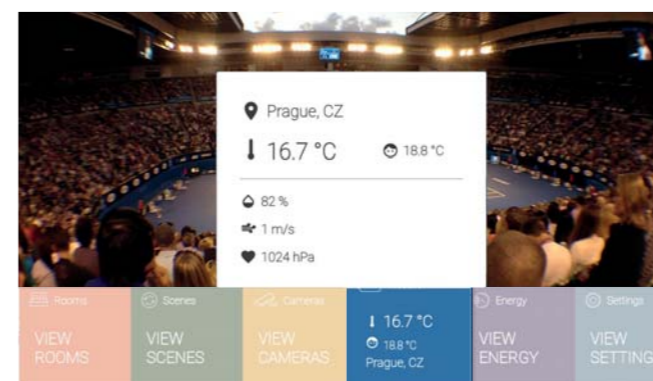 Prague, CZ
16.7 °C
18.8 °C
82 %
1 m/s
1024 hPa
Rooms
VIEW
ROOMS
Scenes
VIEW
SCENES
Cameras
VIEW
CAMERAS
16.7 °C
18.8 °C
Prague, CZ
Energy
VIEW
ENERGY
Settings
VIEW
SETTING